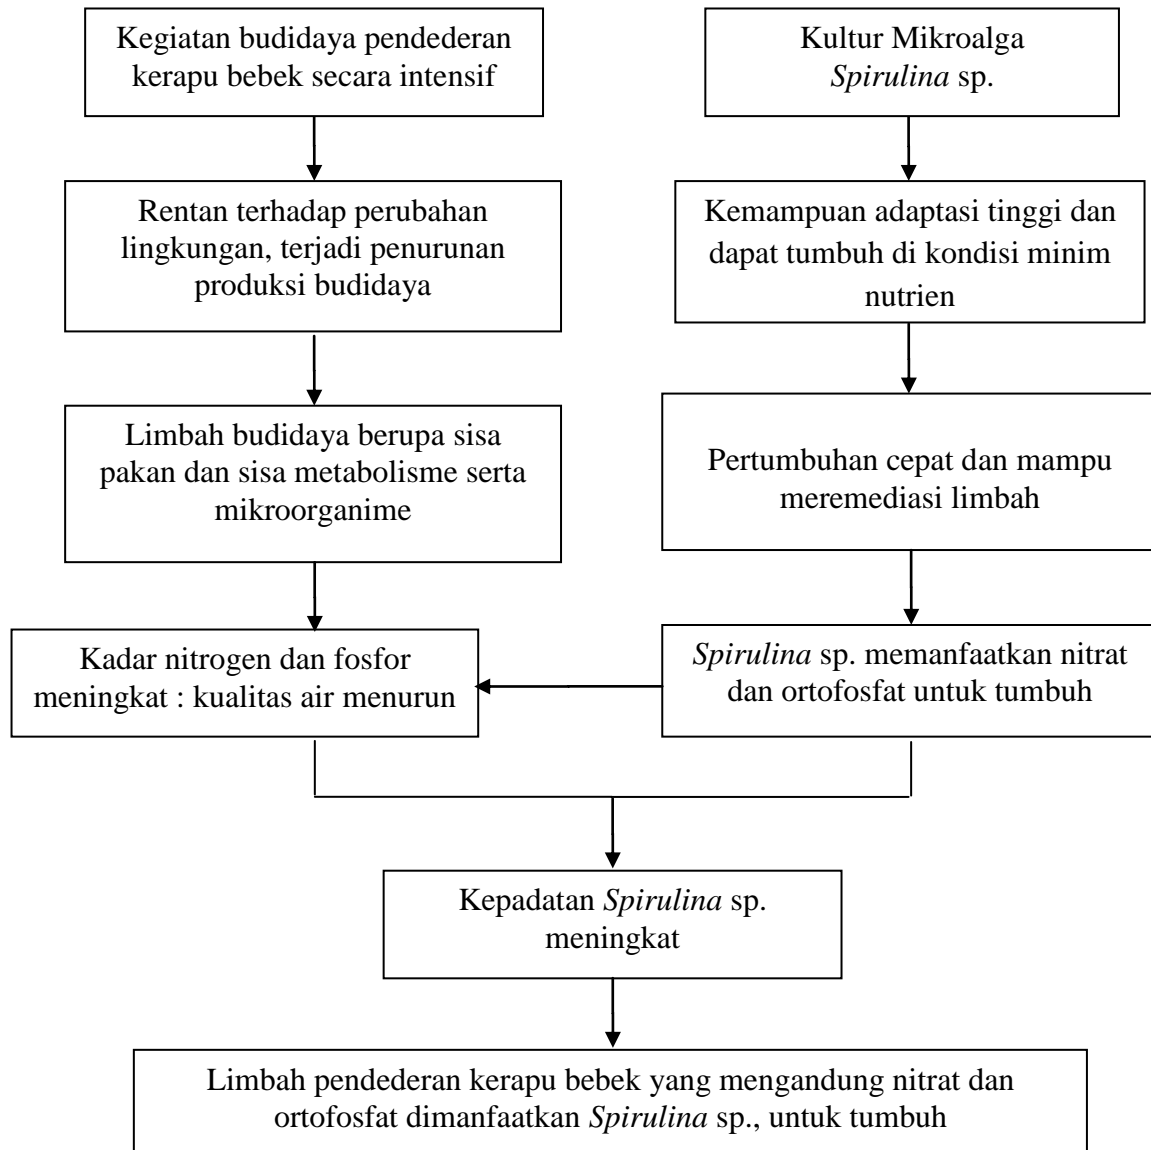 Kegiatan budidaya pendederan
kerapu bebek secara intensif
Kultur Mikroalga
Spirulina sp.
Rentan terhadap perubahan
lingkungan, terjadi penurunan
produksi budidaya
Kemampuan adaptasi tinggi dan
dapat tumbuh di kondisi minim
nutrien
Limbah budidaya berupa sisa
pakan dan sisa metabolisme serta
mikroorganime
Pertumbuhan cepat dan mampu
meremediasi limbah
Kadar nitrogen dan fosfor
meningkat : kualitas air menurun
Spirulina sp. memanfaatkan nitrat
dan ortofosfat untuk tumbuh
Kepadatan Spirulina sp.
meningkat
Limbah pendederan kerapu bebek yang mengandung nitrat dan
ortofosfat dimanfaatkan Spirulina sp., untuk tumbuh